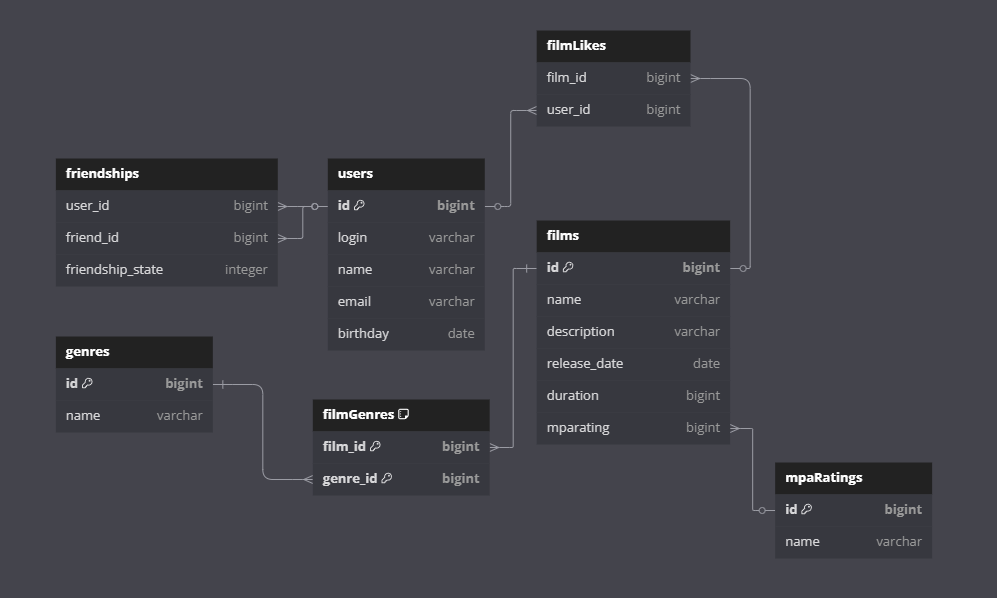 filmLikes
film_id bigint
user_id bigint
friendships
user_id bigint
friend_id bigint
friendship_state integer
users
id bigint
login varchar
name varchar
email varchar
birthday date
films
id bigint
name varchar
description varchar
release_date date
duration bigint
mparating bigint
genres
id bigint
name varchar
filmGenres
film_id bigint
genre_id bigint
mpaRatings
id bigint
name varchar